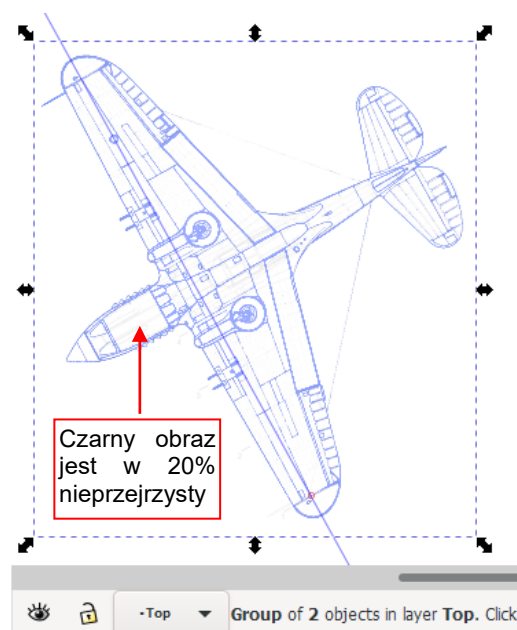 Czarny obraz
jest w 20%
nieprzejrzysty
-Top Group of 2 objects in layer Top. Click